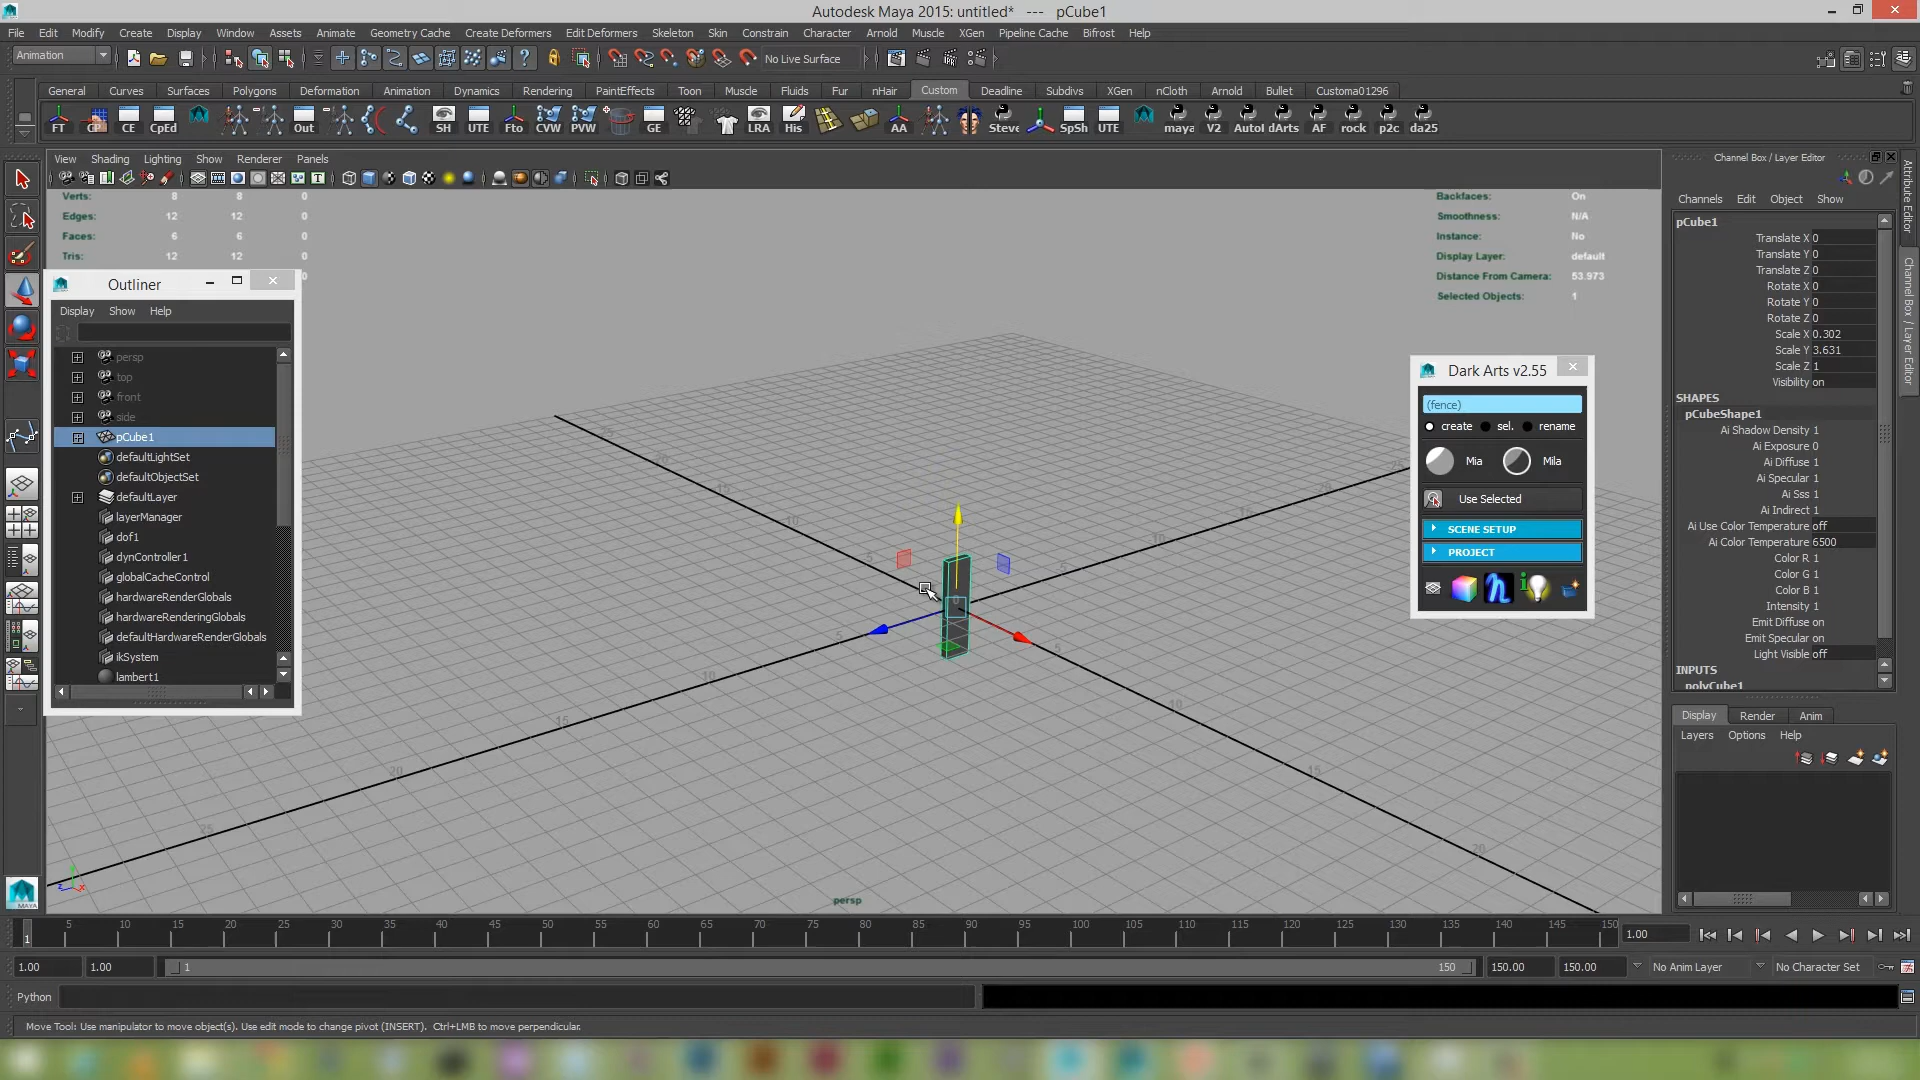 Autodesk Maya 2015: untitled*   ---   pCube1
File Edit Modify Create Display Window Assets Animate Geometry Cache Create Deformers Edit Deformers Skeleton Skin Constrain Character Arnold Muscle XGen Pipeline Cache Bifrost Help
Animation No Live Surface
General Curves Surfaces Polygons Deformation Animation Dynamics Rendering PaintEffects Toon Muscle Fluids Fur nHair Custom Deadline Subdivs XGen nCloth Arnold Bullet Customa01296
FT CP CE CpEd Out SH UTE Fto CVW PVW GE LRA His AA Steve SpSh UTE maya V2 Autol dArts AF rock p2c da25
View Shading Lighting Show Renderer Panels
Verts: 8 8 0
Edges: 12 12 0
Faces: 6 6 0
Tris: 12 12 0
0
Backfaces: On
Smoothness: N/A
Instance: No
Display Layer: default
Distance From Camera: 53.973
Selected Objects: 1
Outliner
Display Show Help
persp
top
front
side
pCube1
defaultLightSet
defaultObjectSet
defaultLayer
layerManager
dof1
dynController1
globalCacheControl
hardwareRenderGlobals
hardwareRenderingGlobals
defaultHardwareRenderGlobals
ikSystem
lambert1
Dark Arts v2.55
(fence)
create sel. rename
Mia Mila
Use Selected
SCENE SETUP
PROJECT
persp
MAYA
Channel Box / Layer Editor
Channels Edit Object Show
pCube1
Translate X 0
Translate Y 0
Translate Z 0
Rotate X 0
Rotate Y 0
Rotate Z 0
Scale X 0.302
Scale Y 3.631
Scale Z 1
Visibility on
SHAPES
pCubeShape1
Ai Shadow Density 1
Ai Exposure 0
Ai Diffuse 1
Ai Specular 1
Ai Sss 1
Ai Indirect 1
Ai Use Color Temperature off
Ai Color Temperature 6500
Color R 1
Color G 1
Color B 1
Intensity 1
Emit Diffuse on
Emit Specular on
Light Visible off
INPUTS
polyCube1
Attribute Editor
Channel Box / Layer Editor
Display Render Anim
Layers Options Help
1 5 10 15 20 25 30 35 40 45 50 55 60 65 70 75 80 85 90 95 100 105 110 115 120 125 130 135 140 145 150 1.00
1.00 1.00 1 150 150.00 150.00 No Anim Layer No Character Set
Python
Move Tool: Use manipulator to move object(s). Use edit mode to change pivot (INSERT). Ctrl+LMB to move perpendicular.